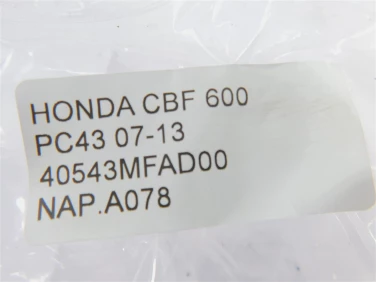 HONDA CBF 600
PC43 07-13
40543MFAD00
NAP.A078